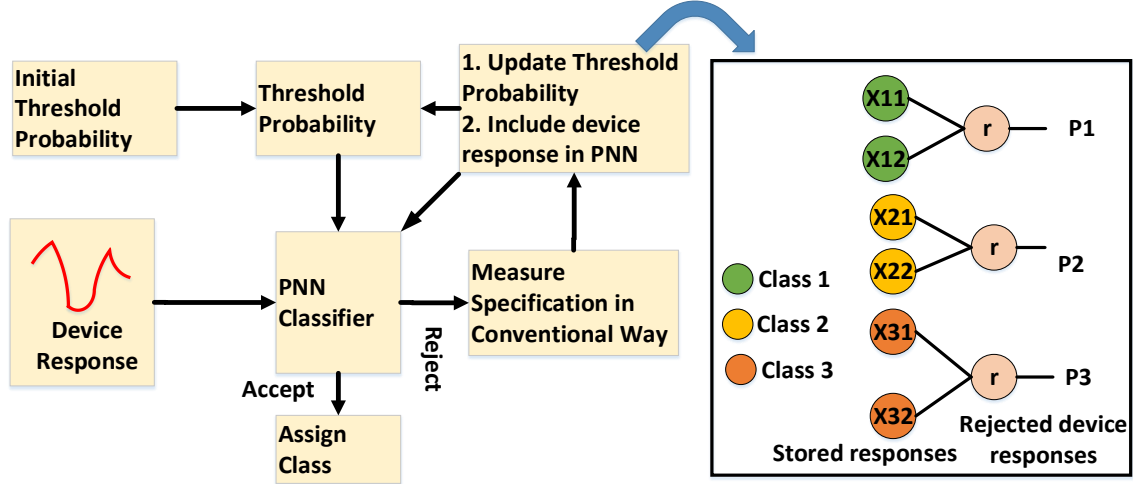 Initial
Threshold
Probability
Threshold
Probability
1. Update Threshold
Probability
2. Include device
response in PNN
Device
Response
PNN
Classifier
Measure
Specification in
Conventional Way
Reject
Accept
Assign
Class
X11
X12
r
P1
X21
X22
r
P2
Class 1
Class 2
Class 3
X31
X32
r
P3
Stored responses
Rejected device
responses